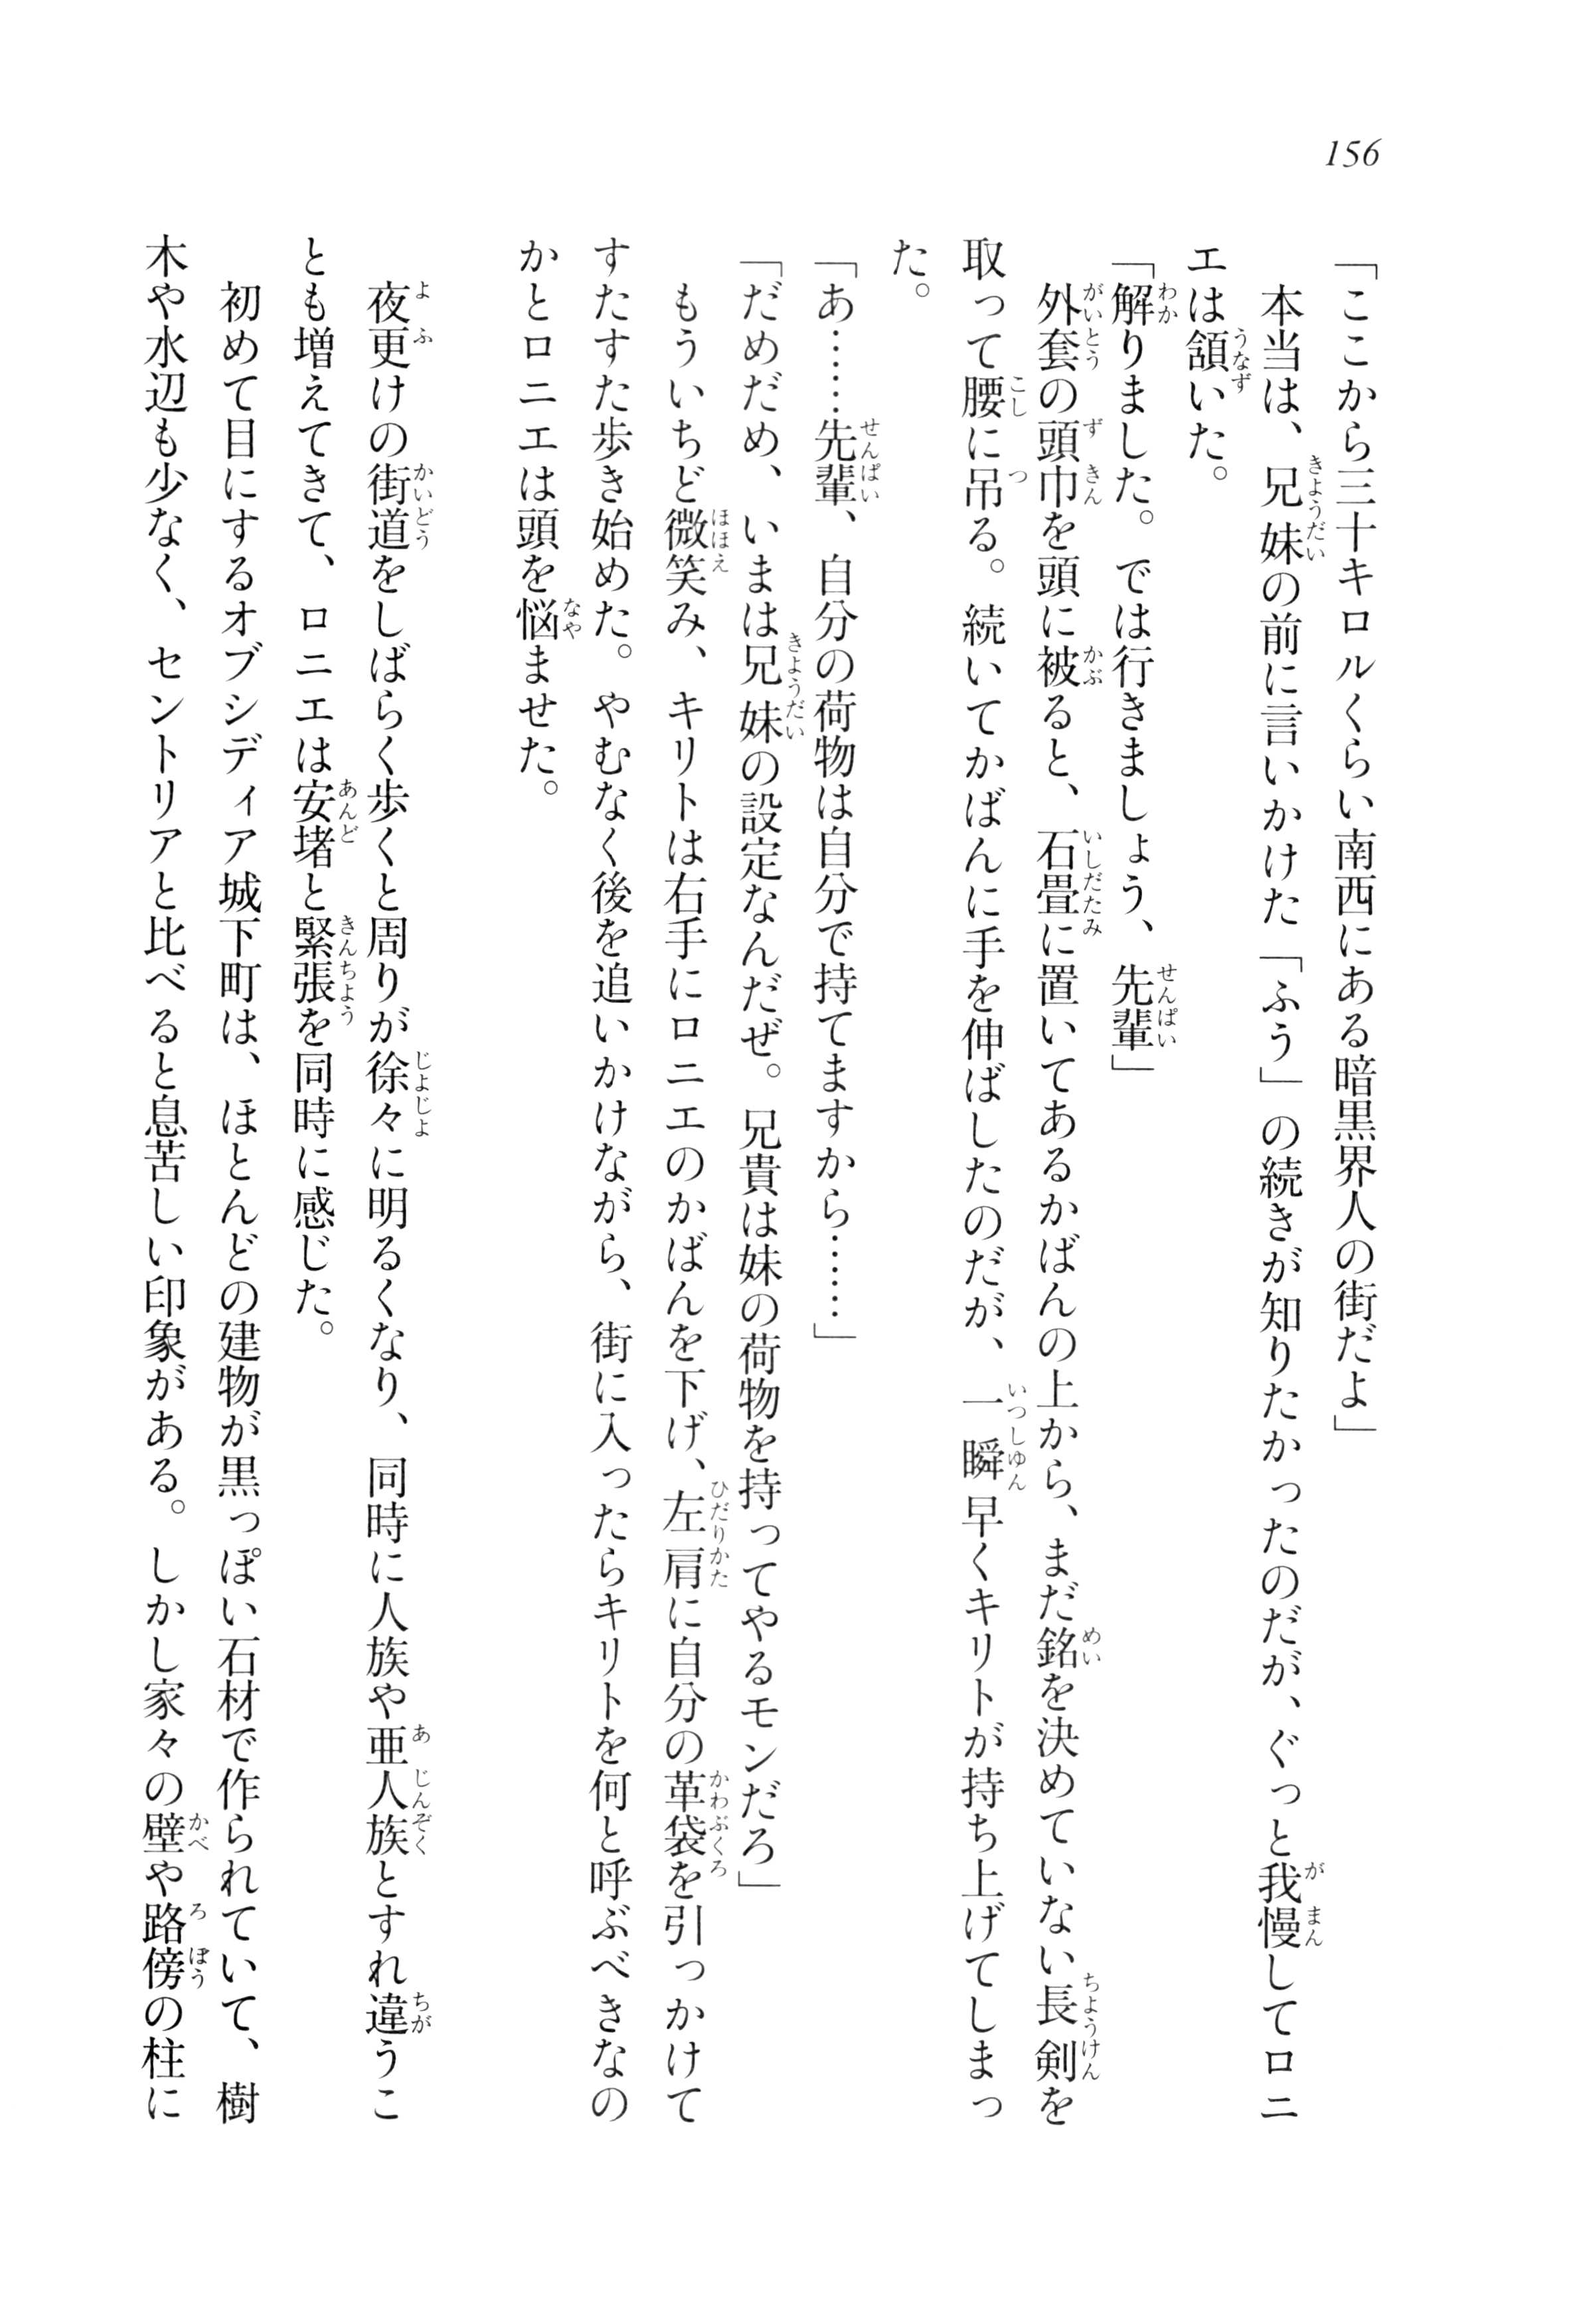 156
「ここから三十キロルくらい南西にある暗黒界人の街だよ」
　本当は、兄妹の前に言いかけた「ふう」の続きが知りたかったのだが、ぐっと我慢してロニ
エは頷いた。
「解りました。では行きましょう、先輩」
　外套の頭巾を頭に被ると、石畳に置いてあるかばんの上から、まだ銘を決めていない長剣を
取って腰に吊る。続いてかばんに手を伸ばしたのだが、一瞬早くキリトが持ち上げてしまっ
た。
「あ……先輩、自分の荷物は自分で持てますから……」
「だめだめ、いまは兄妹の設定なんだぜ。兄貴は妹の荷物を持ってやるモンだろ」
　もういちど微笑み、キリトは右手にロニエのかばんを下げ、左肩に自分の革袋を引っかけて
すたすた歩き始めた。やむなく後を追いかけながら、街に入ったらキリトを何と呼ぶべきなの
かとロニエは頭を悩ませた。
　夜更けの街道をしばらく歩くと周りが徐々に明るくなり、同時に人族や亜人族とすれ違うこ
とも増えてきて、ロニエは安堵と緊張を同時に感じた。
　初めて目にするオブシディア城下町は、ほとんどの建物が黒っぽい石材で作られていて、樹
木や水辺も少なく、セントリアと比べると息苦しい印象がある。しかし家々の壁や路傍の柱に